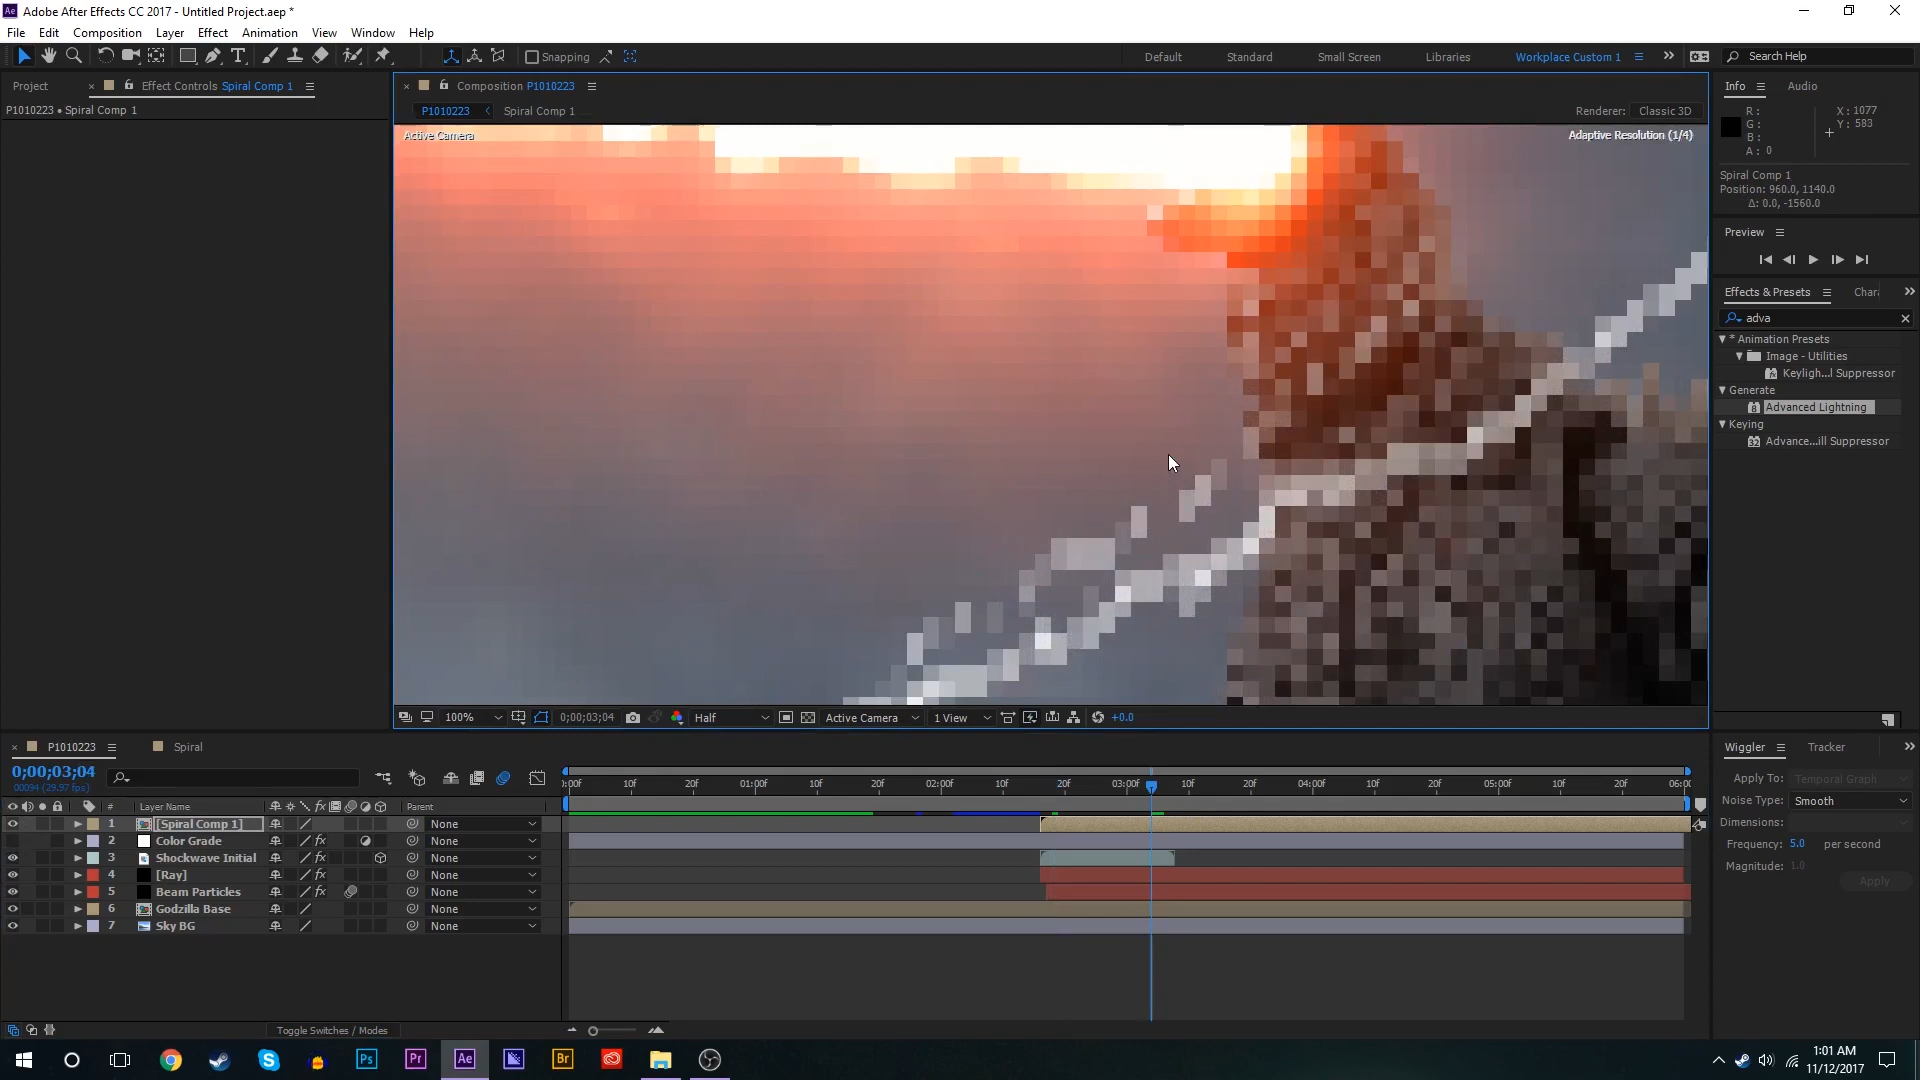 Adobe After Effects CC 2017 - Untitled Project.aep *
File Edit Composition Layer Effect Animation View Window Help
Snapping
Default Standard Small Screen Libraries Workplace Custom 1
Search Help
Project
Effect Controls Spiral Comp 1
P1010223 • Spiral Comp 1
Composition P1010223
P1010223
Spiral Comp 1
Renderer: Classic 3D
Active Camera
Adaptive Resolution (1/4)
100%
0;00;03;04
Half
Active Camera
1 View
+0.0
Info Audio
R :
G :
B :
A : 0
X : 1077
Y : 583
Spiral Comp 1
Position: 960.0, 1140.0
Δ: 0.0, -1560.0
Preview
Effects & Presets
adva
* Animation Presets
Image - Utilities
Keyligh...l Suppressor
Generate
Advanced Lightning
Keying
Advance...ill Suppressor
P1010223
Spiral
0;00;03;04
00094 (29.97 fps)
# Layer Name Parent
1 [Spiral Comp 1] None
2 Color Grade None
3 Shockwave Initial None
4 [Ray] None
5 Beam Particles None
6 Godzilla Base None
7 Sky BG None
10f 20f 01:00f 10f 20f 02:00f 10f 20f 03:00f 10f 20f 04:00f 10f 20f 05:00f 10f 20f
Toggle Switches / Modes
Wiggler Tracker
Apply To: Temporal Graph
Noise Type: Smooth
Dimensions:
Frequency: 5.0 per second
Magnitude: 1.0
Apply
Ps Pr Ae Br
1:01 AM
11/12/2017